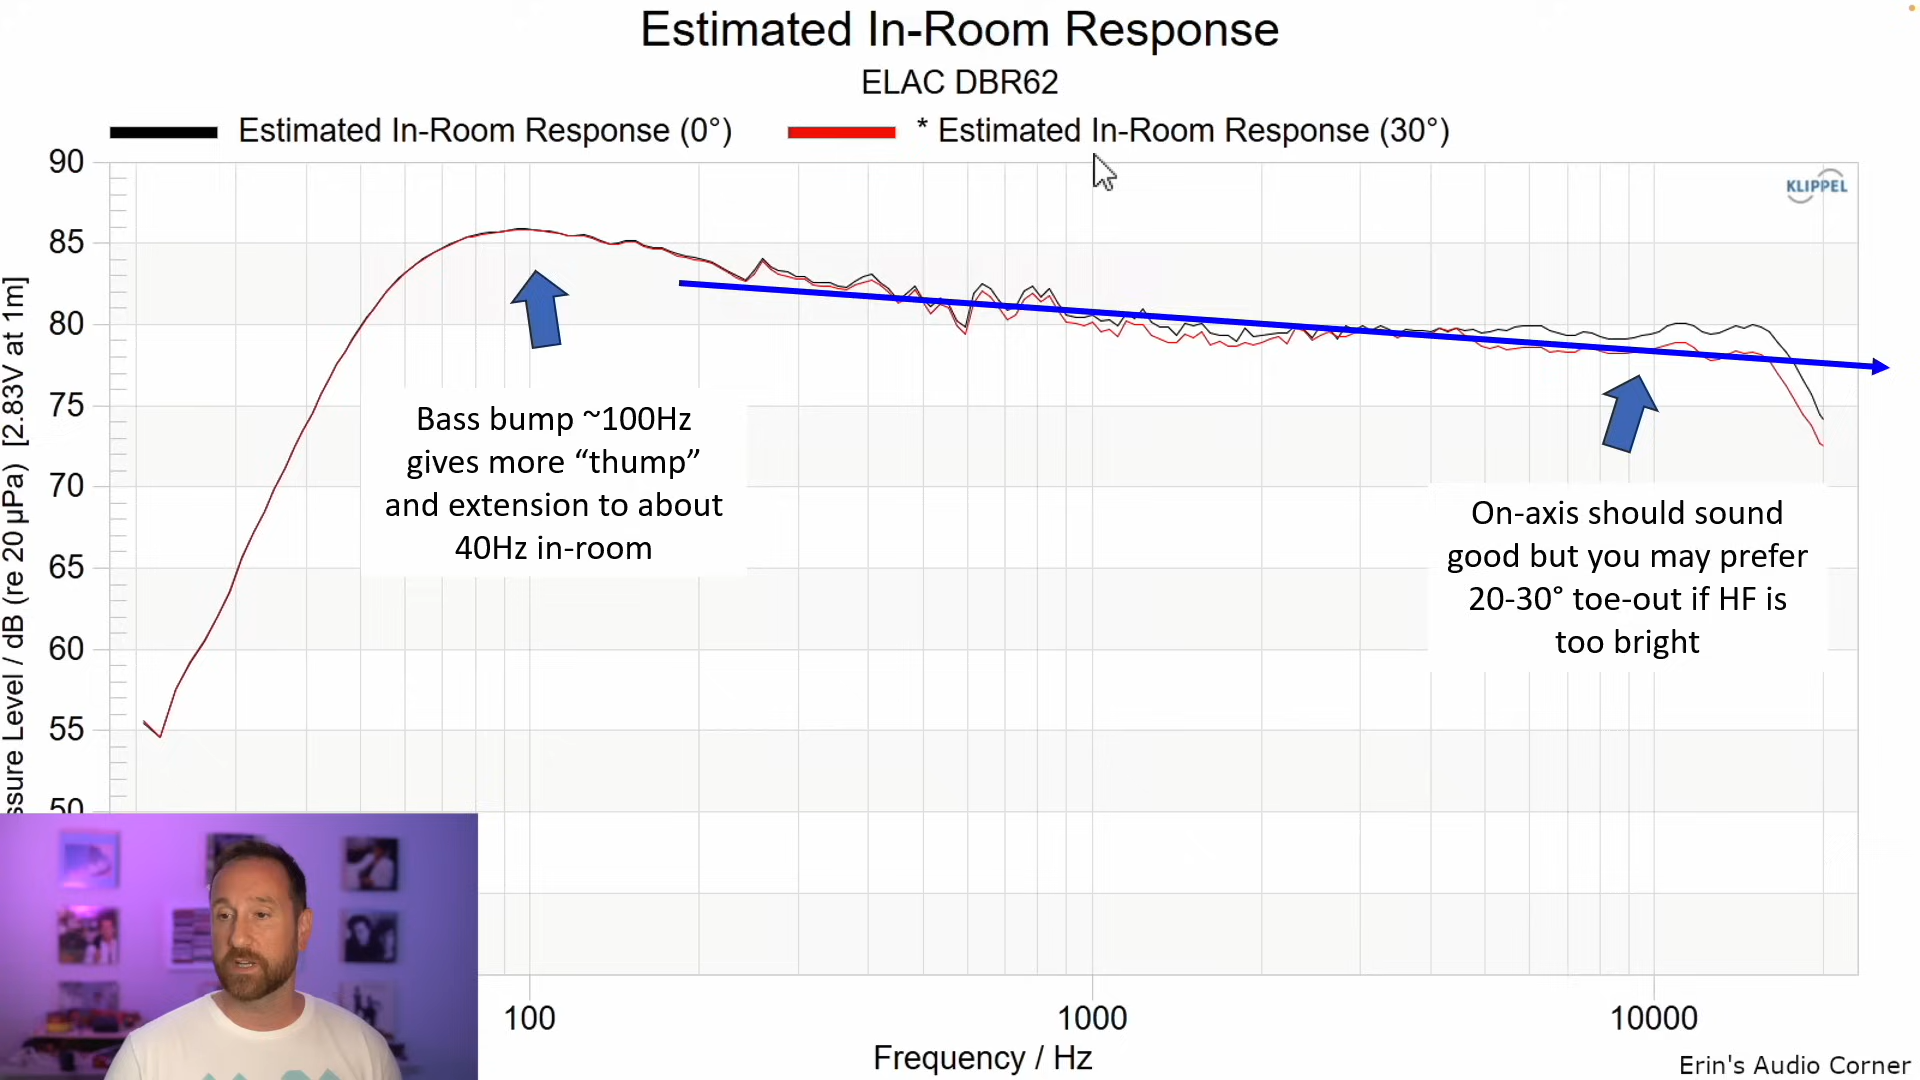 Estimated In-Room Response
ELAC DBR62
Estimated In-Room Response (0°)
* Estimated In-Room Response (30°)
KLIPPEL
90
85
80
75
70
65
60
55
50
ssure Level / dB (re 20 µPa) [2.83V at 1m]
Bass bump ~100Hz
gives more “thump”
and extension to about
40Hz in-room
On-axis should sound
good but you may prefer
20-30° toe-out if HF is
too bright
100
1000
10000
Frequency / Hz
Erin's Audio Corner